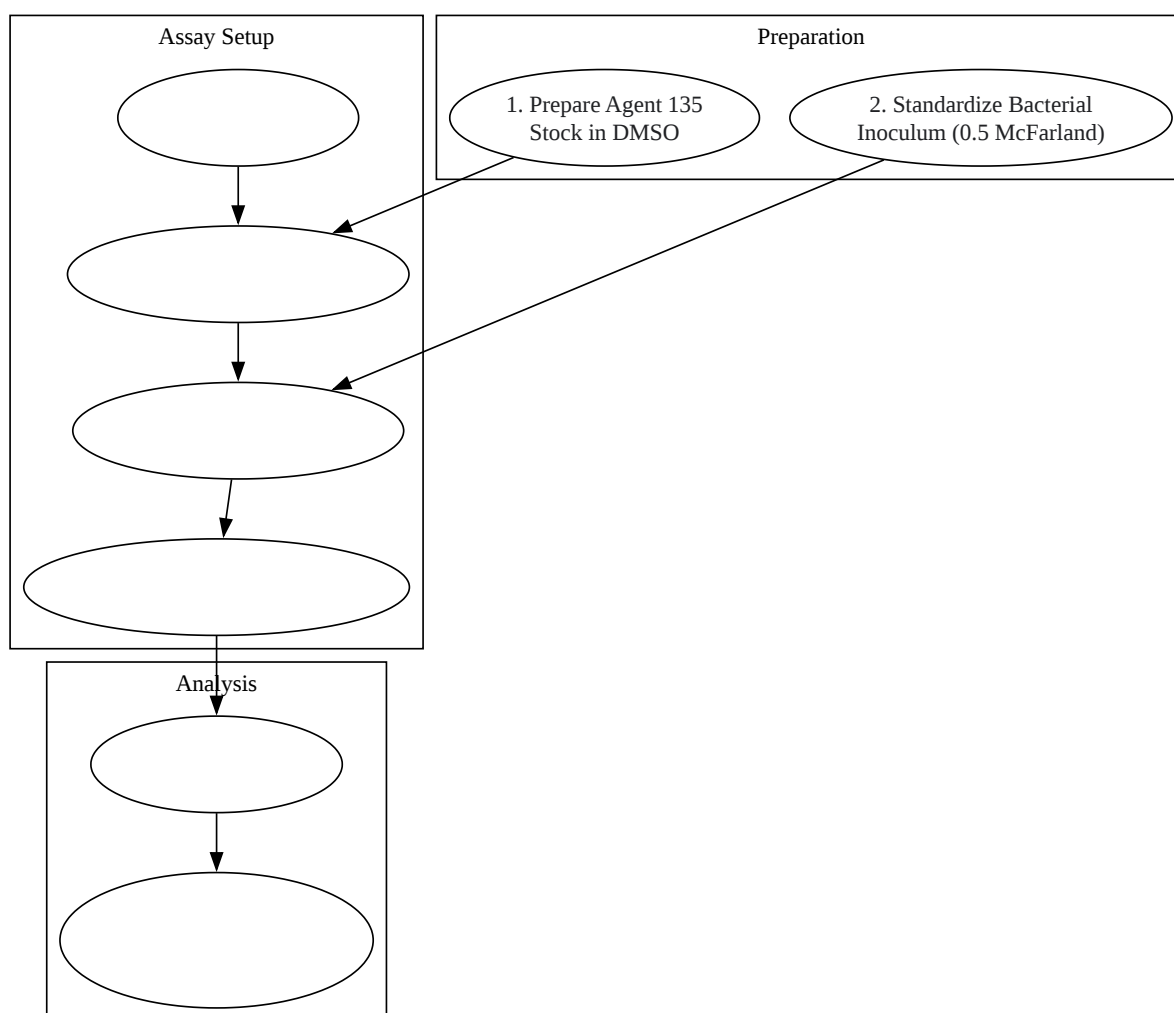 Assay Setup
Preparation
1. Prepare Agent 135
Stock in DMSO
2. Standardize Bacterial
Inoculum (0.5 McFarland)
Analysis